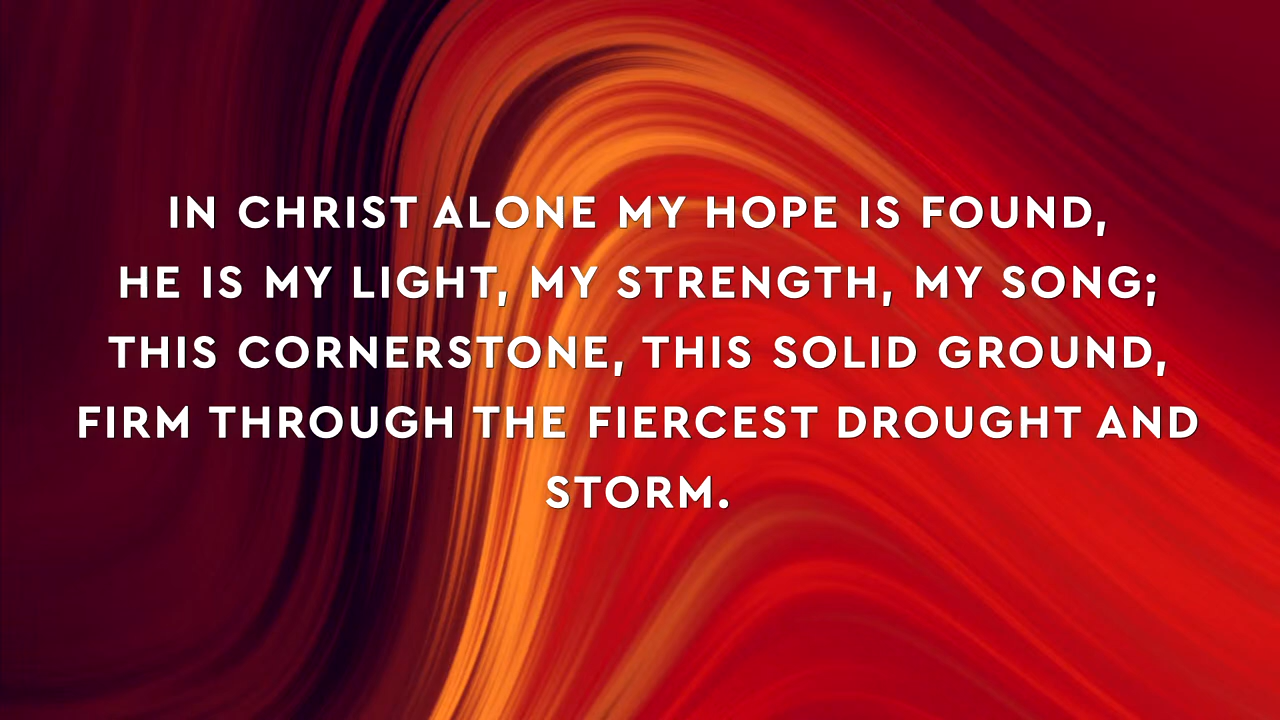 IN CHRIST ALONE MY HOPE IS FOUND,
HE IS MY LIGHT, MY STRENGTH, MY SONG;
THIS CORNERSTONE, THIS SOLID GROUND,
FIRM THROUGH THE FIERCEST DROUGHT AND
STORM.